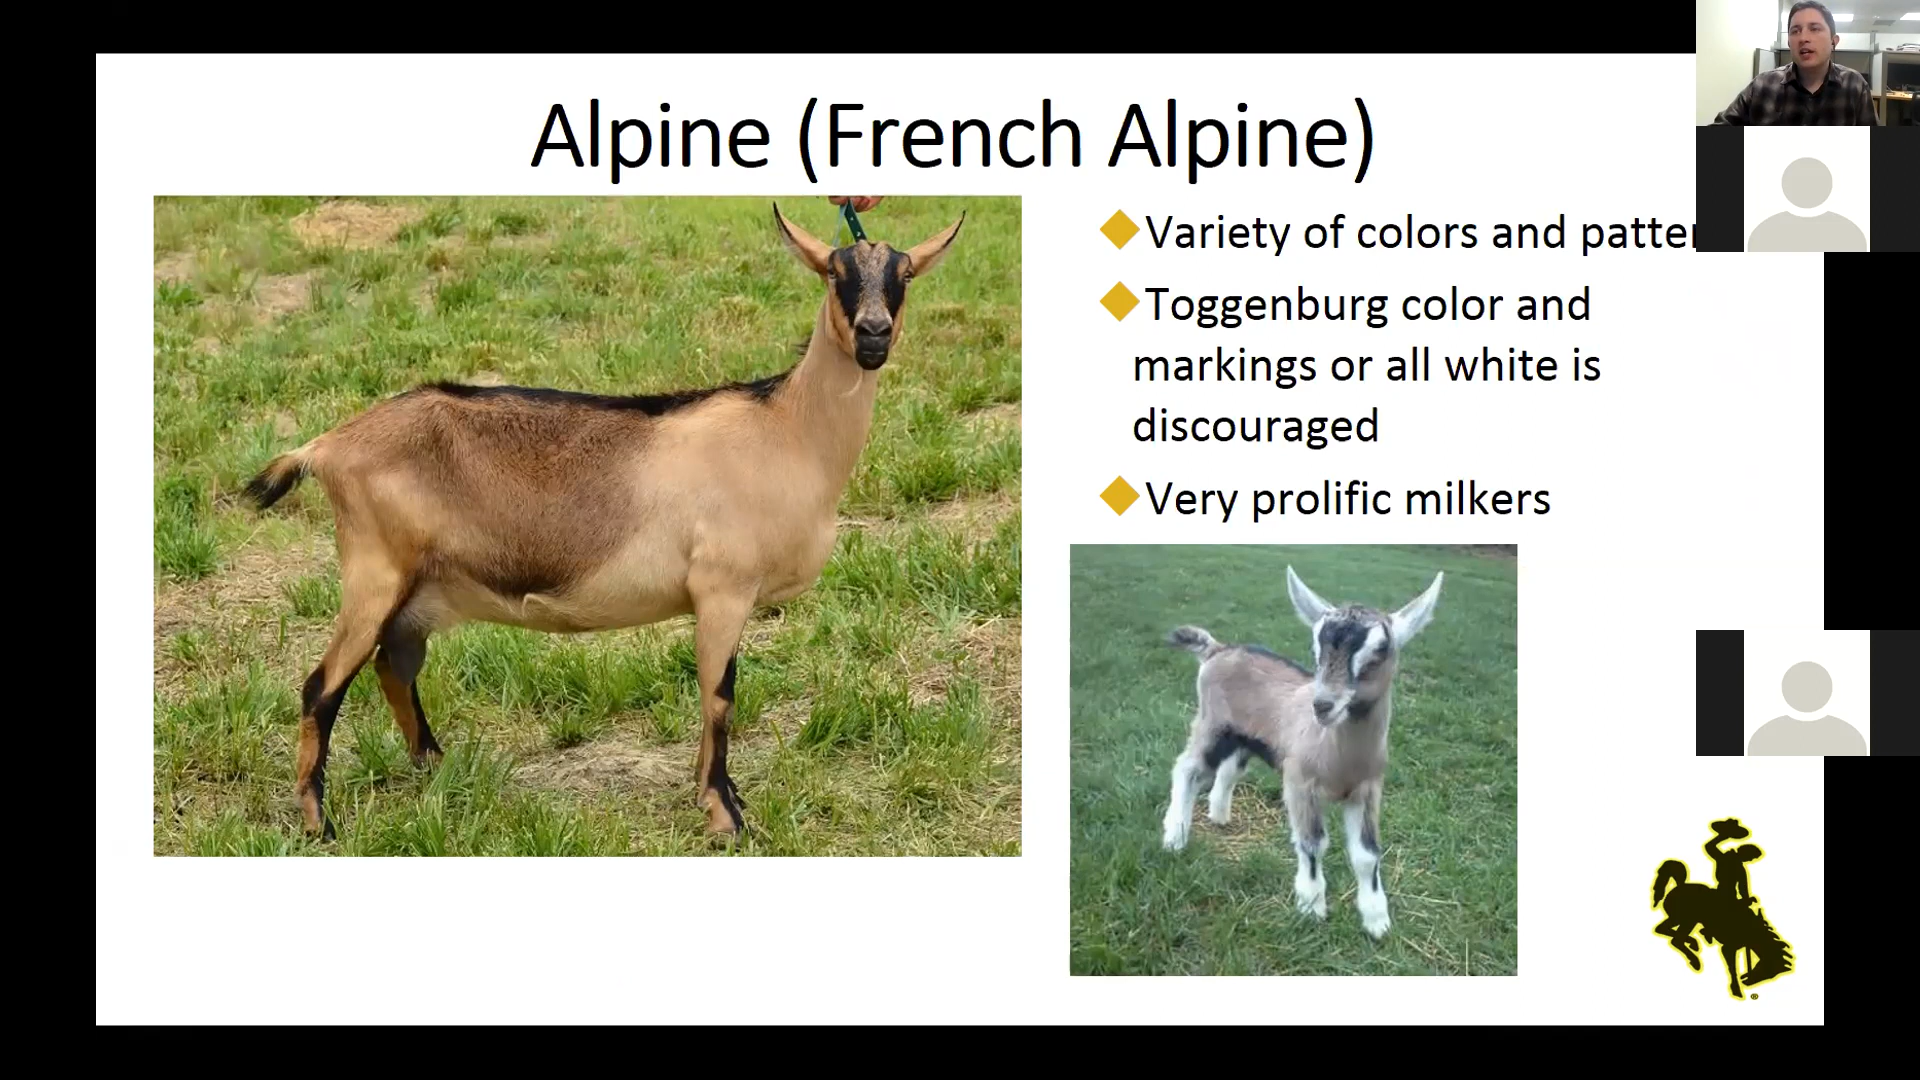 Alpine (French Alpine)
Variety of colors and patter
Toggenburg color and
markings or all white is
discouraged
Very prolific milkers